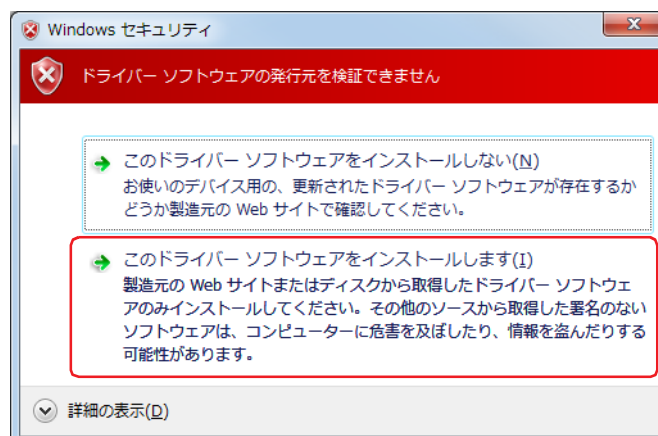 Windows セキュリティ
ドライバー ソフトウェアの発行元を検証できません
このドライバー ソフトウェアをインストールしない(N)
お使いのデバイス用の、更新されたドライバー ソフトウェアが存在するか
どうか製造元の Web サイトで確認してください。
このドライバー ソフトウェアをインストールします(I)
製造元の Web サイトまたはディスクから取得したドライバー ソフトウェ
アのみインストールしてください。その他のソースから取得した署名のない
ソフトウェアは、コンピューターに危害を及ぼしたり、情報を盗んだりする
可能性があります。
詳細の表示(D)